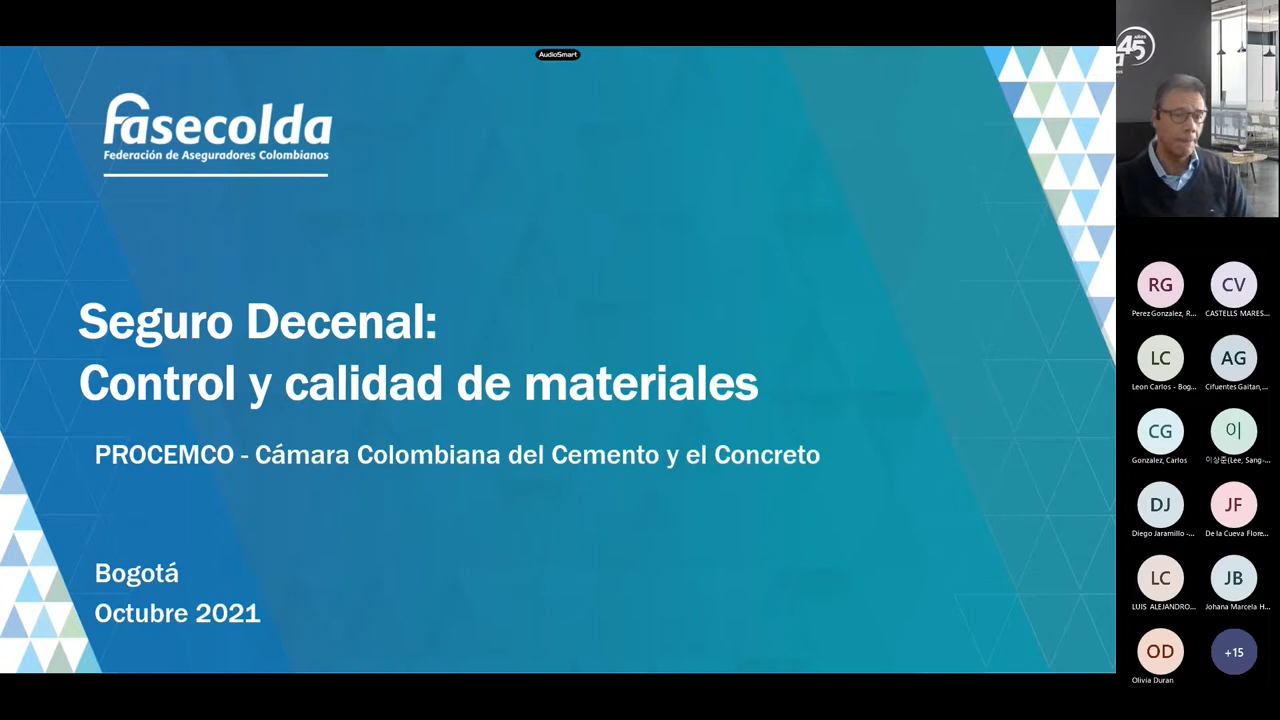 AudioSmart
fasecolda
Federación de Aseguradores Colombianos
Seguro Decenal:
Control y calidad de materiales
PROCEMCO - Cámara Colombiana del Cemento y el Concreto
Bogotá
Octubre 2021
45
AÑOS
RG
CV
Perez Gonzalez, R...
CASTELLS MARES...
LC
AG
Leon Carlos - Bog...
Cifuentes Gaitan,...
CG
이
Gonzalez, Carlos
이상준(Lee, Sang-...
DJ
JF
Diego Jaramillo -...
De la Cueva Flore...
LC
JB
LUIS ALEJANDRO...
Johana Marcela H...
OD
+15
Olivia Duran